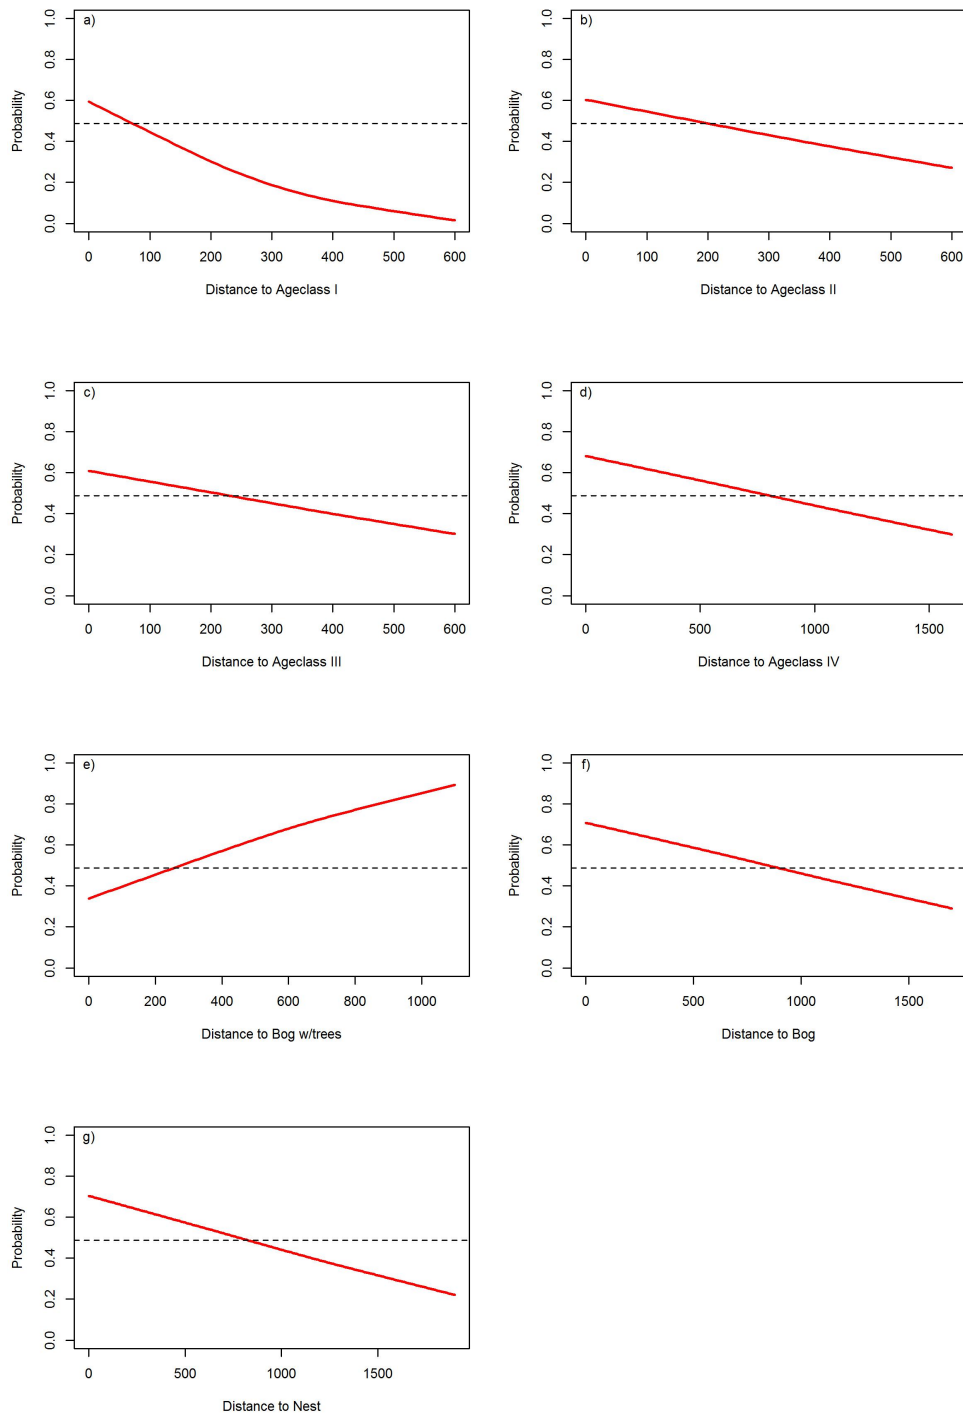 a)
1.0
0.8
0.6
0.4
0.2
0.0
Probability
0 100 200 300 400 500 600
Distance to Ageclass I
b)
1.0
0.8
0.6
0.4
0.2
0.0
Probability
0 100 200 300 400 500 600
Distance to Ageclass II
c)
1.0
0.8
0.6
0.4
0.2
0.0
Probability
0 100 200 300 400 500 600
Distance to Ageclass III
d)
1.0
0.8
0.6
0.4
0.2
0.0
Probability
0 500 1000 1500
Distance to Ageclass IV
e)
1.0
0.8
0.6
0.4
0.2
0.0
Probability
0 200 400 600 800 1000
Distance to Bog w/trees
f)
1.0
0.8
0.6
0.4
0.2
0.0
Probability
0 500 1000 1500
Distance to Bog
g)
1.0
0.8
0.6
0.4
0.2
0.0
Probability
0 500 1000 1500
Distance to Nest